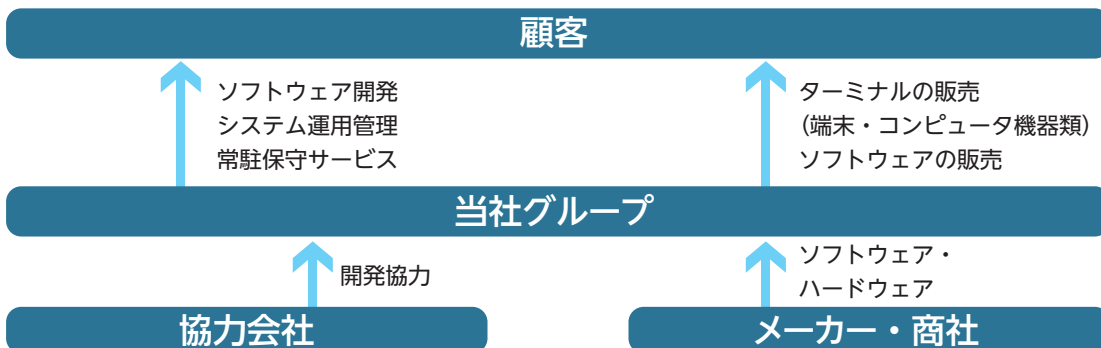 顧客
ソフトウェア開発
システム運用管理
常駐保守サービス
ターミナルの販売
(端末・コンピュータ機器類)
ソフトウェアの販売
当社グループ
開発協力
ソフトウェア・
ハードウェア
協力会社
メーカー・商社